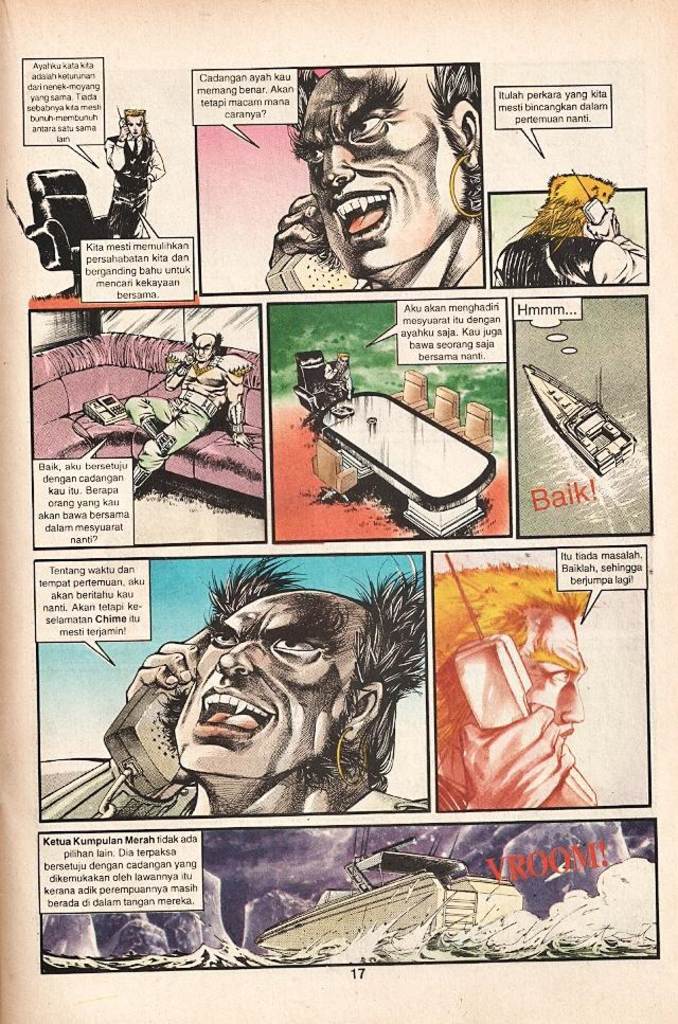 Ayahku kata kita
adalah keturunan
dari nenek-moyang
yang sama. Tiada
sebabnya kita mesti
bunuh-membunuh
antara satu sama
lain
Kita mesti memulihkan
persahabatan kita dan
berganding bahu untuk
mencari kekayaan
bersama.
Cadangan ayah kau
memang benar. Akan
tetapi macam mana
caranya?
Itulah perkara yang kita
mesti bincangkan dalam
pertemuan nanti.
Baik, aku bersetuju
dengan cadangan
kau itu. Berapa
orang yang kau
akan bawa bersama
dalam mesyuarat
nanti?
Aku akan menghadiri
mesyuarat itu dengan
ayahku saja. Kau juga
bawa seorang saja
bersama nanti.
Hmmm...
Baik!
Tentang waktu dan
tempat pertemuan, aku
akan beritahu kau
nanti. Akan tetapi ke-
selamatan Chime itu
mesti terjamin!
Itu tiada masalah.
Baiklah, sehingga
berjumpa lagi!
Ketua Kumpulan Merah tidak ada
pilihan lain. Dia terpaksa
bersetuju dengan cadangan yang
dikemukakan oleh lawannya itu
kerana adik perempuannya masih
berada di dalam tangan mereka.
VROOM!
17